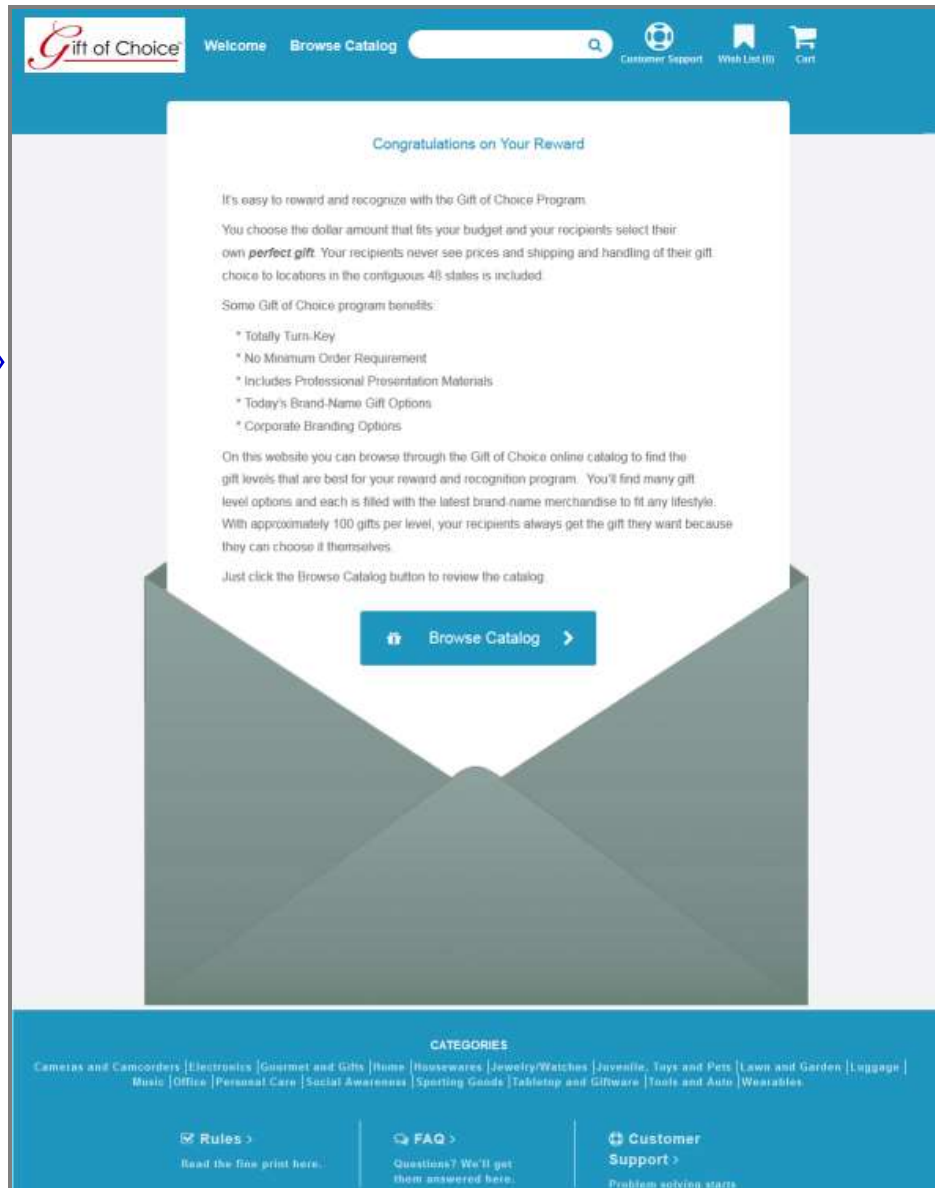 Gift of Choice
Welcome Browse Catalog
Customer Support Wish List (0) Cart
Congratulations on Your Reward
It's easy to reward and recognize with the Gift of Choice Program.
You choose the dollar amount that fits your budget and your recipients select their
own perfect gift. Your recipients never see prices and shipping and handling of their gift
choice to locations in the contiguous 48 states is included.
Some Gift of Choice program benefits:
* Totally Turn-Key
* No Minimum Order Requirement
* Includes Professional Presentation Materials
* Today's Brand-Name Gift Options
* Corporate Branding Options
On this website you can browse through the Gift of Choice online catalog to find the
gift levels that are best for your reward and recognition program. You'll find many gift
level options and each is filled with the latest brand-name merchandise to fit any lifestyle.
With approximately 100 gifts per level, your recipients always get the gift they want because
they can choose it themselves.
Just click the Browse Catalog button to review the catalog.
Browse Catalog
CATEGORIES
Cameras and Camcorders |Electronics |Gourmet and Gifts |Home |Housewares |Jewelry/Watches |Juvenile, Toys and Pets |Lawn and Garden |Luggage |
Music |Office |Personal Care |Social Awareness |Sporting Goods |Tabletop and Giftware |Tools and Auto |Wearables
Rules >
Read the fine print here.
FAQ >
Questions? We'll get
them answered here.
Customer
Support >
Problem solving starts